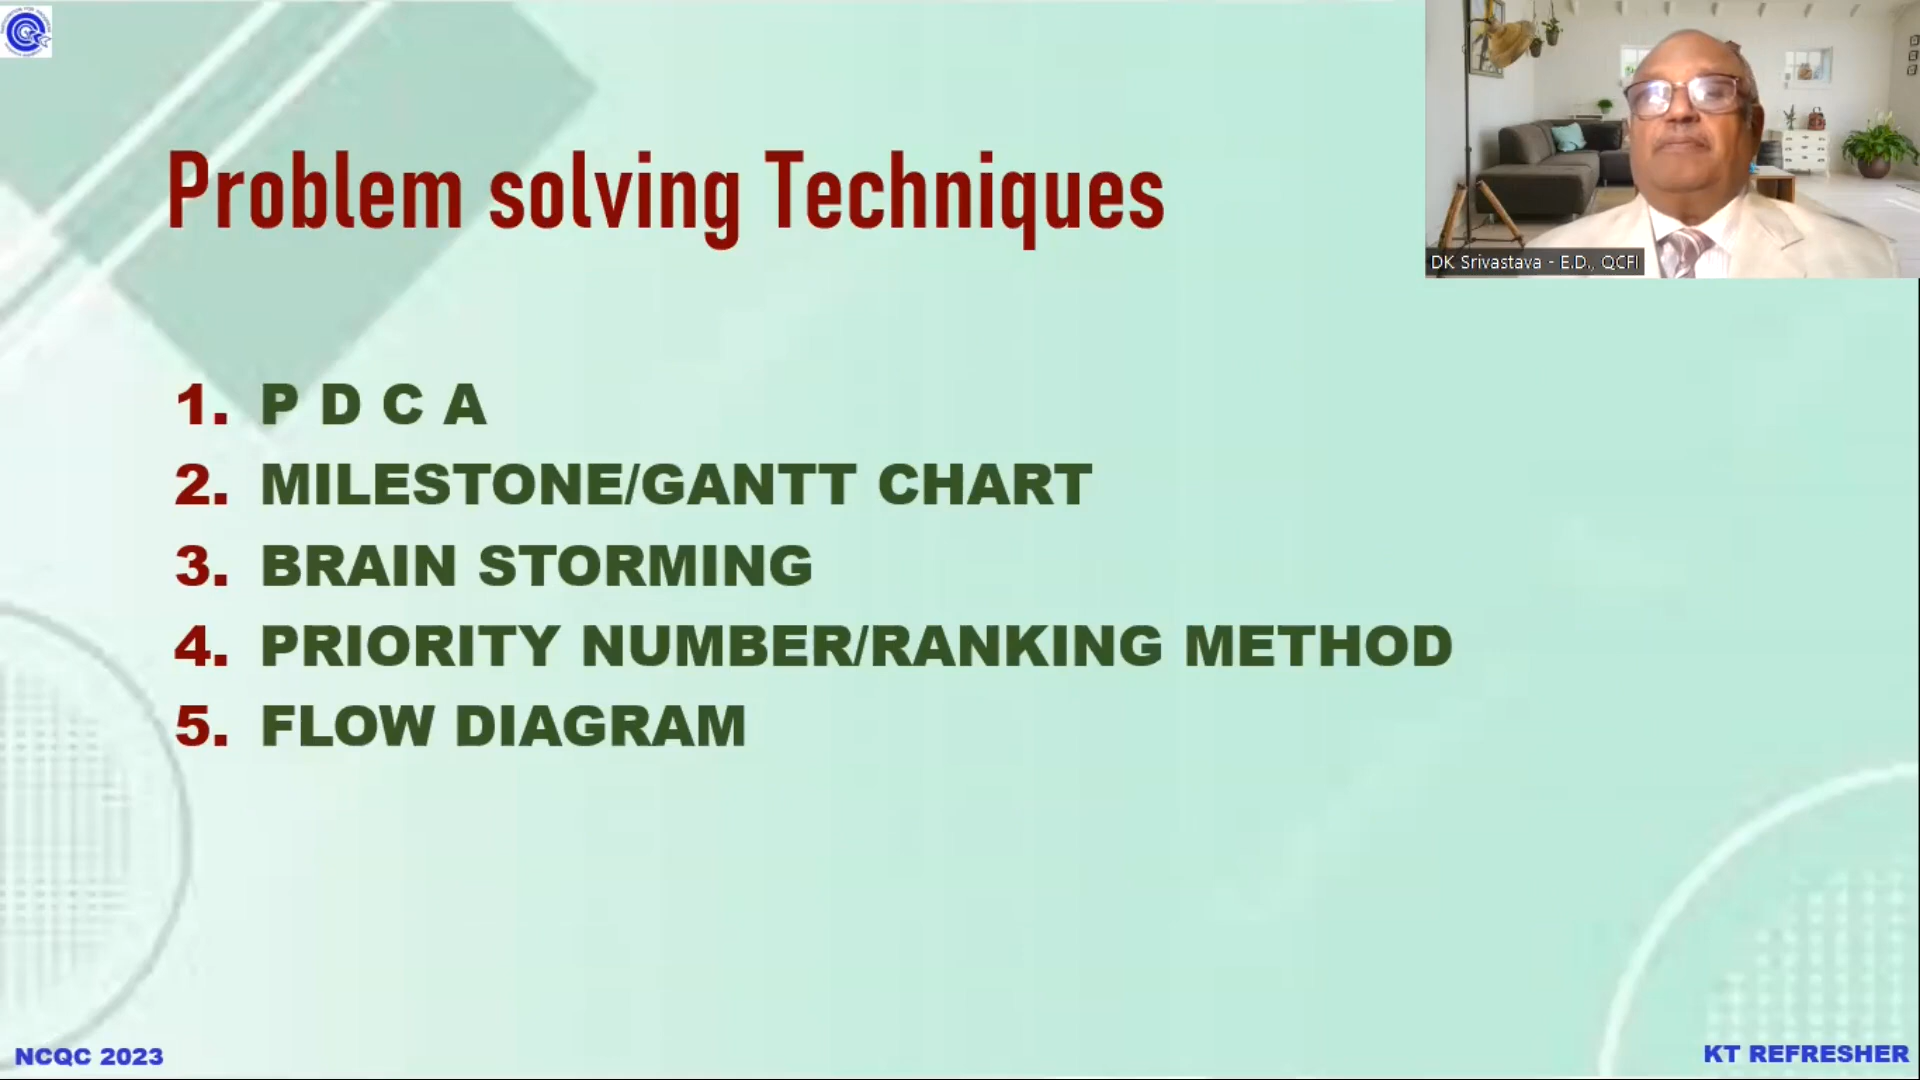 Problem solving Techniques
DK Srivastava - E.D., QCFI
1. P D C A
2. MILESTONE/GANTT CHART
3. BRAIN STORMING
4. PRIORITY NUMBER/RANKING METHOD
5. FLOW DIAGRAM
NCQC 2023
KT REFRESHER